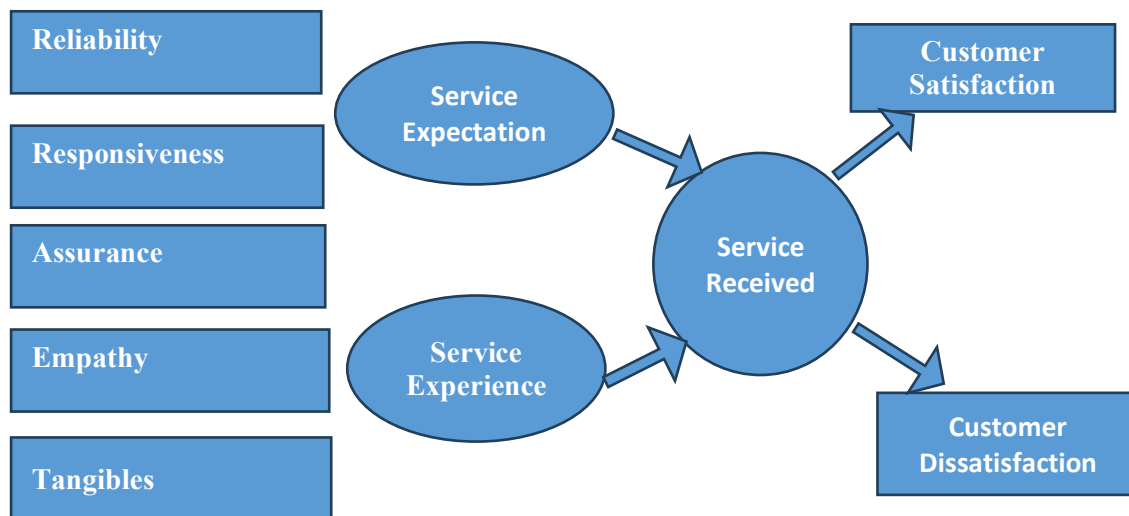 Reliability
Responsiveness
Assurance
Empathy
Tangibles
Service
Expectation
Service
Experience
Service
Received
Customer
Satisfaction
Customer
Dissatisfaction